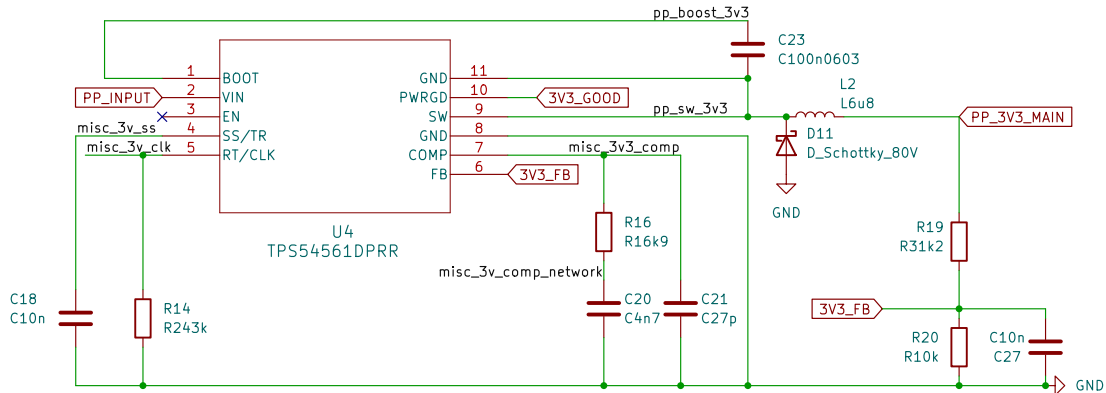 pp_boost_3v3
C23
C100n0603
1 BOOT GND 11
PP_INPUT 2 VIN PWRGD 10 3V3_GOOD
3 EN SW 9 pp_sw_3v3
misc_3v_ss 4 SS/TR GND 8
misc_3v_clk 5 RT/CLK COMP 7 misc_3v3_comp
FB 6 3V3_FB
L2
L6u8
PP_3V3_MAIN
D11
D_Schottky_80V
GND
U4
TPS54561DPRR
R16
R16k9
R19
R31k2
misc_3v_comp_network
C18
C10n
R14
R243k
C20
C4n7
C21
C27p
3V3_FB
R20
R10k
C10n
C27
GND